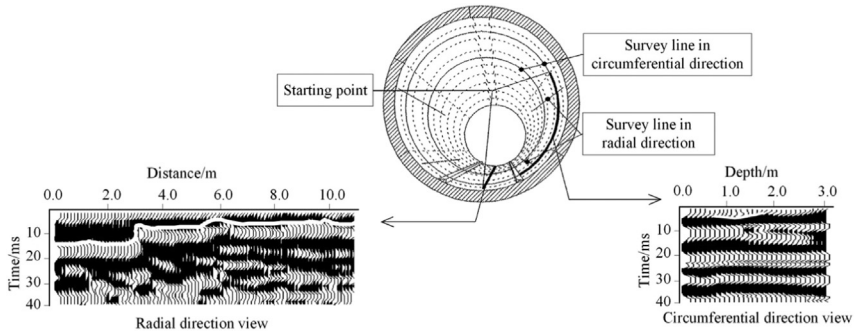 Survey line in
circumferential direction
Starting point
Survey line in
radial direction
Distance/m
0.0 2.0 4.0 6.0 8.0 10.0
Time/ms
10
20
30
40
Radial direction view
Depth/m
0.0 1.0 2.0 3.0
Time/ms
10
20
30
40
Circumferential direction view